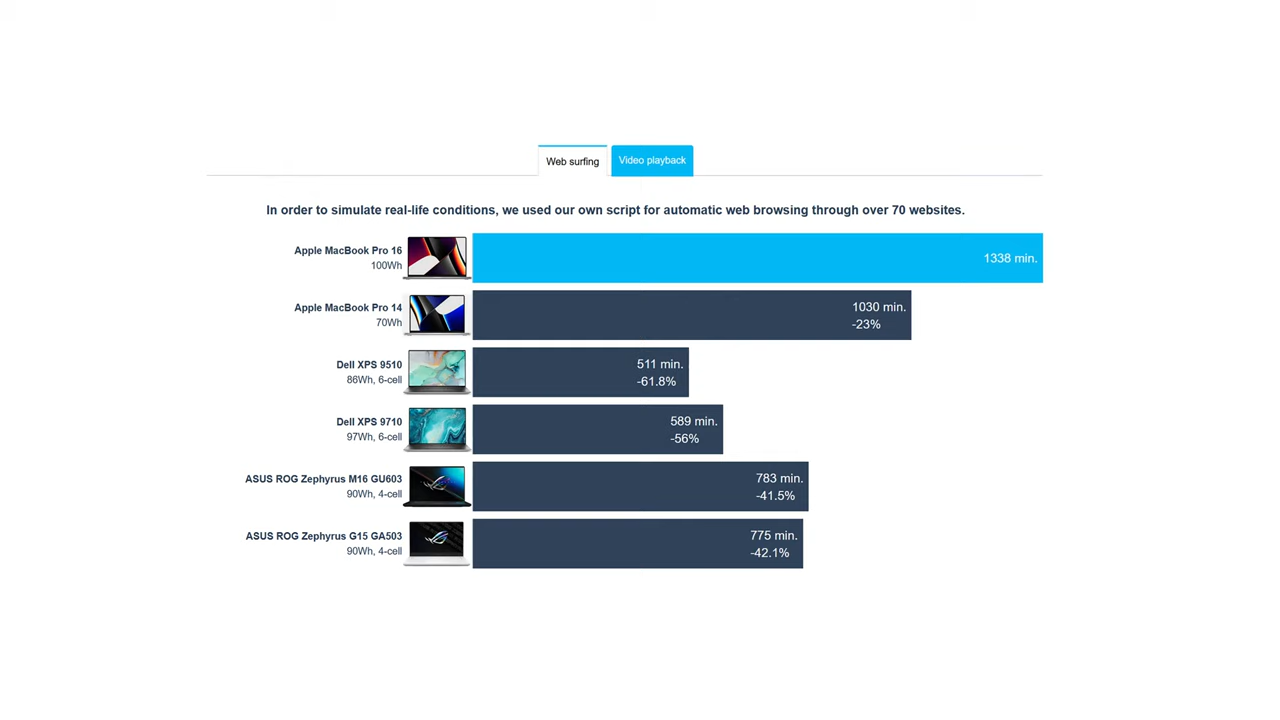 Web surfing
Video playback
In order to simulate real-life conditions, we used our own script for automatic web browsing through over 70 websites.
Apple MacBook Pro 16
100Wh
1338 min.
Apple MacBook Pro 14
70Wh
1030 min.
-23%
Dell XPS 9510
86Wh, 6-cell
511 min.
-61.8%
Dell XPS 9710
97Wh, 6-cell
589 min.
-56%
ASUS ROG Zephyrus M16 GU603
90Wh, 4-cell
783 min.
-41.5%
ASUS ROG Zephyrus G15 GA503
90Wh, 4-cell
775 min.
-42.1%